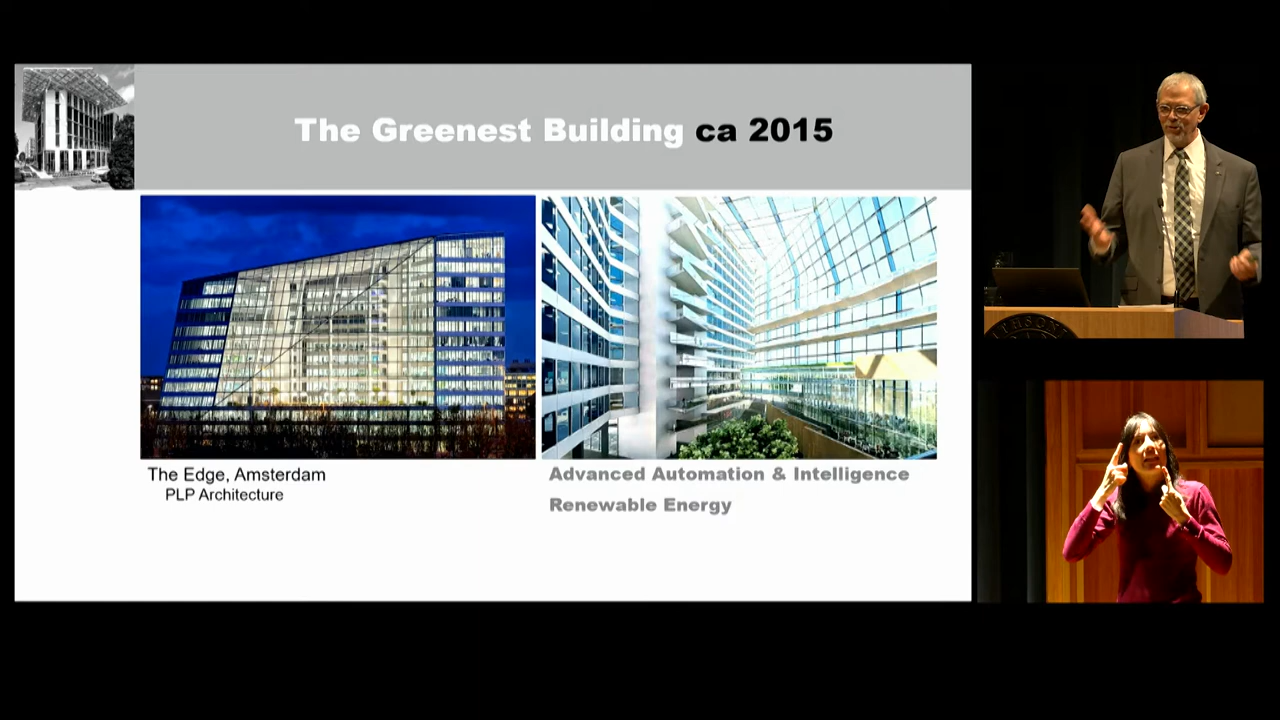 The Greenest Building ca 2015
The Edge, Amsterdam
PLP Architecture
Advanced Automation & Intelligence
Renewable Energy